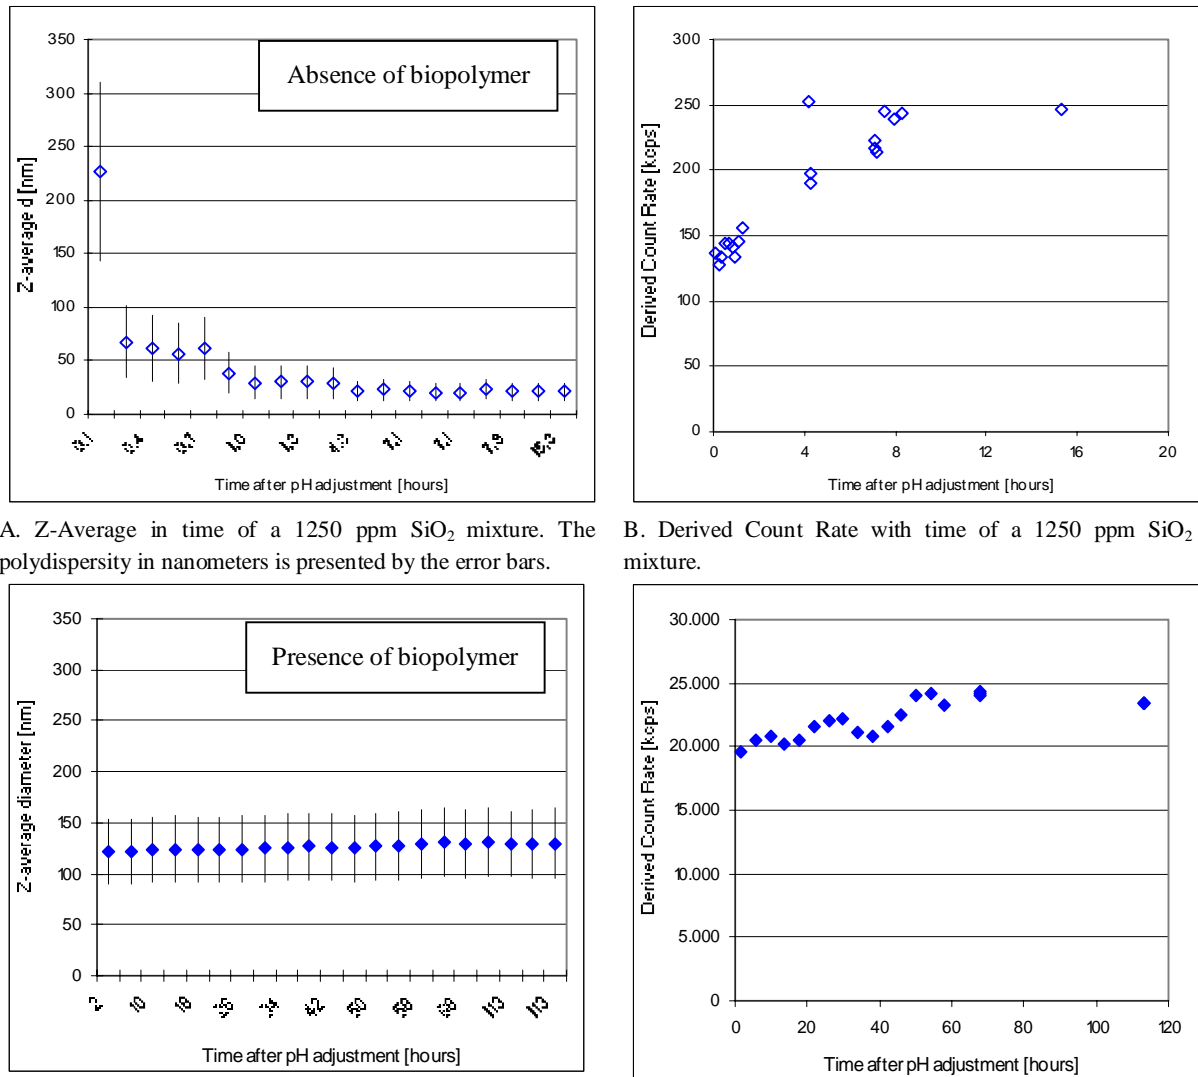 350
300
250
200
150
100
50
0
Z-average d [nm]
Absence of biopolymer
Time after pH adjustment [hours]
300
250
200
150
100
50
0
Derived Count Rate [kcps]
0 4 8 12 16 20
Time after pH adjustment [hours]
A. Z-Average in time of a 1250 ppm SiO₂ mixture. The
polydispersity in nanometers is presented by the error bars.
B. Derived Count Rate with time of a 1250 ppm SiO₂
mixture.
350
300
250
200
150
100
50
0
Z-average diameter [nm]
Presence of biopolymer
Time after pH adjustment [hours]
30.000
25.000
20.000
15.000
10.000
5.000
0
Derived Count Rate [kcps]
0 20 40 60 80 100 120
Time after pH adjustment [hours]